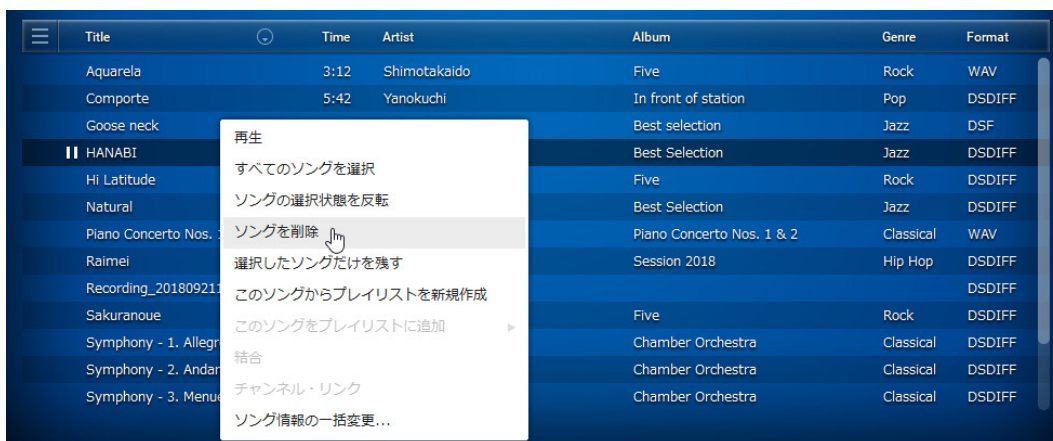 Title Time Artist Album Genre Format
Aquarela 3:12 Shimotakaido Five Rock WAV
Comporte 5:42 Yanokuchi In front of station Pop DSDIFF
Goose neck Best selection Jazz DSF
HANABI Best Selection Jazz DSDIFF
Hi Latitude Five Rock DSDIFF
Natural Best Selection Jazz DSDIFF
Piano Concerto Nos. Piano Concerto Nos. 1 & 2 Classical WAV
Raimei Session 2018 Hip Hop DSDIFF
Recording_201809211 DSDIFF
Sakuranoue Five Rock DSDIFF
Symphony - 1. Allegr Chamber Orchestra Classical DSDIFF
Symphony - 2. Andan Chamber Orchestra Classical DSDIFF
Symphony - 3. Menue Chamber Orchestra Classical DSDIFF
再生
すべてのソングを選択
ソングの選択状態を反転
ソングを削除
選択したソングだけを残す
このソングからプレイリストを新規作成
このソングをプレイリストに追加
結合
チャンネル・リンク
ソング情報の一括変更...